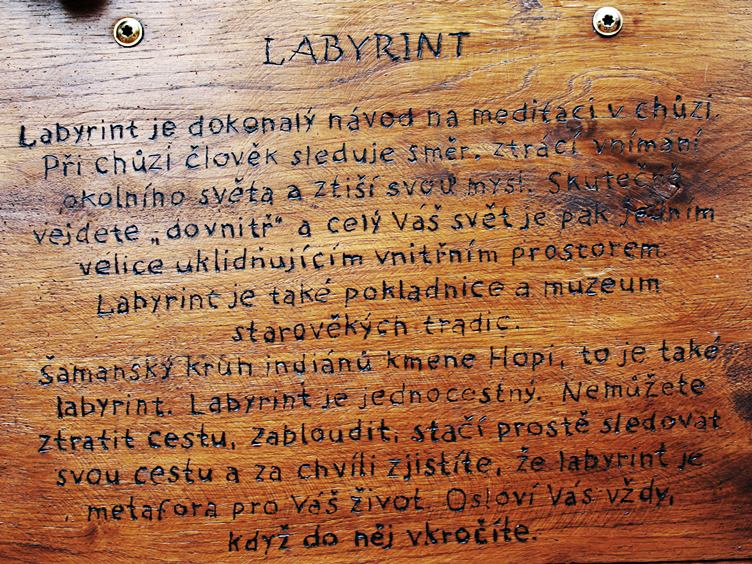 LABYRINT
Labyrint je dokonalý návod na meditaci v chůzi.
Při chůzi člověk sleduje směr, ztrácí vnímání
okolního světa a ztiší svou mysl. Skutečně
vejdete „dovnitř“ a celý Váš svět je pak jedním
velice uklidňujícím vnitřním prostorem.
Labyrint je také pokladnice a muzeum
starověkých tradic.
Šamanský kruh indiánů kmene Hopi, to je také
labyrint. Labyrint je jednocestný. Nemůžete
ztratit cestu, zabloudit, stačí prostě sledovat
svou cestu a za chvíli zjistíte, že labyrint je
metafora pro Váš život. Osloví Vás vždy,
když do něj vkročíte.